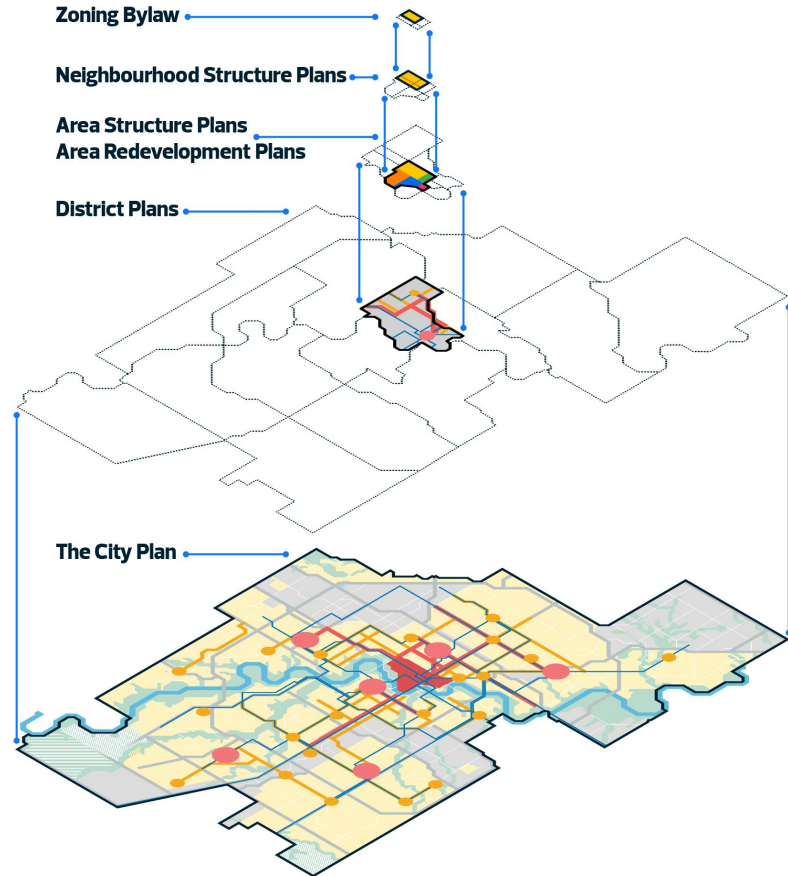 Zoning Bylaw
Neighbourhood Structure Plans
Area Structure Plans
Area Redevelopment Plans
District Plans
The City Plan